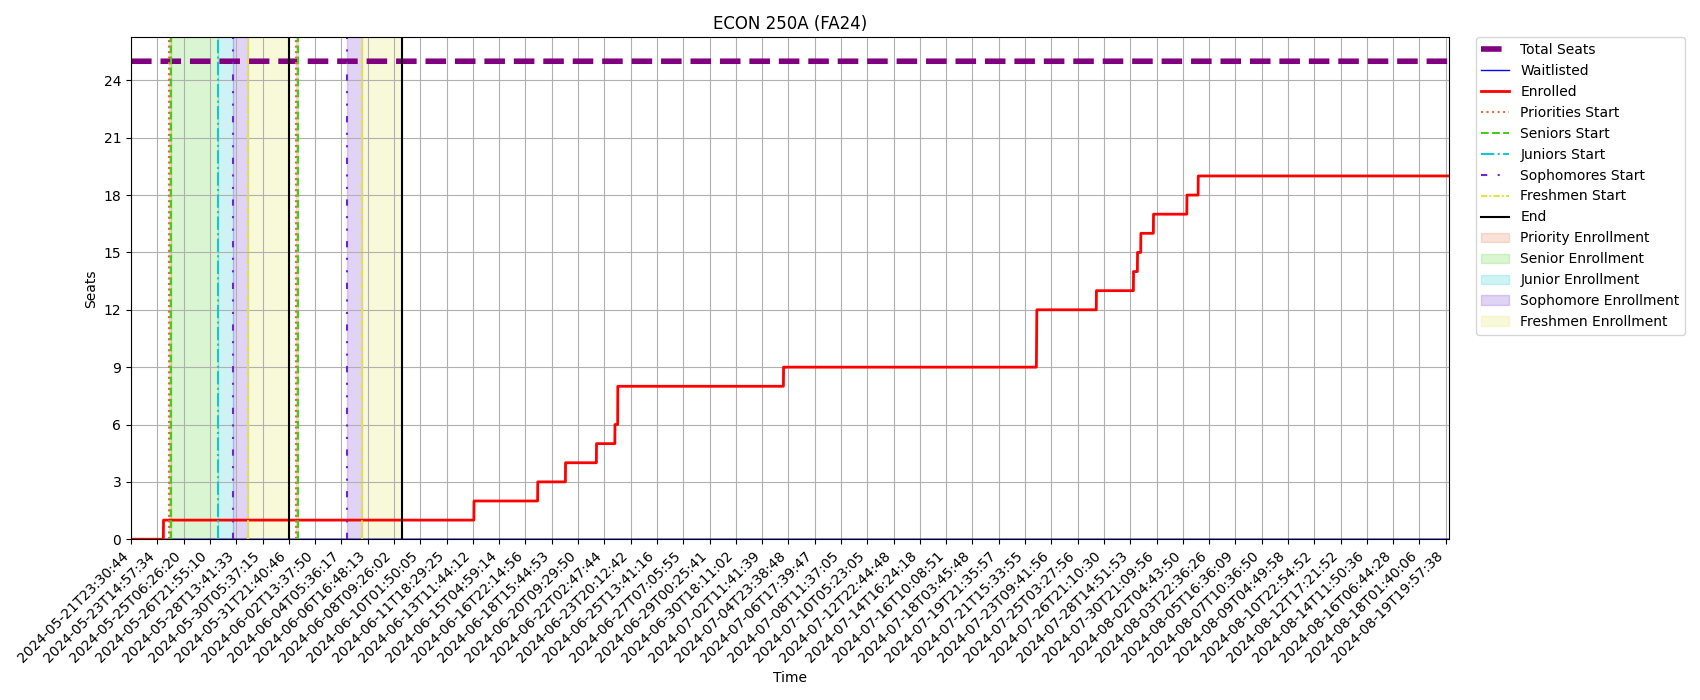 ECON 250A (FA24)
Seats
24
21
18
15
12
9
6
3
0
2024-05-21T23:30:44
2024-05-23T14:57:34
2024-05-25T06:26:20
2024-05-26T21:55:10
2024-05-28T13:41:33
2024-05-30T05:37:15
2024-05-31T21:40:46
2024-06-02T13:37:50
2024-06-04T05:36:17
2024-06-06T16:48:13
2024-06-08T09:26:02
2024-06-10T01:50:05
2024-06-11T18:29:25
2024-06-13T11:44:12
2024-06-15T04:59:14
2024-06-16T22:14:56
2024-06-18T15:44:53
2024-06-20T09:29:50
2024-06-22T02:47:44
2024-06-23T20:12:42
2024-06-25T13:41:16
2024-06-27T07:05:55
2024-06-29T00:25:41
2024-06-30T18:11:02
2024-07-02T11:41:39
2024-07-04T23:38:48
2024-07-06T17:39:47
2024-07-08T11:37:05
2024-07-10T05:23:05
2024-07-12T22:44:48
2024-07-14T16:24:18
2024-07-16T10:08:51
2024-07-18T03:45:48
2024-07-19T21:35:57
2024-07-21T15:33:55
2024-07-23T09:41:56
2024-07-25T03:27:56
2024-07-26T21:10:30
2024-07-28T14:51:53
2024-07-30T21:09:56
2024-08-02T04:43:50
2024-08-03T22:36:26
2024-08-05T16:36:09
2024-08-07T10:36:50
2024-08-09T04:49:58
2024-08-10T22:54:52
2024-08-12T17:21:52
2024-08-14T11:50:36
2024-08-16T06:44:28
2024-08-18T01:40:06
2024-08-19T19:57:38
Time
Total Seats
Waitlisted
Enrolled
Priorities Start
Seniors Start
Juniors Start
Sophomores Start
Freshmen Start
End
Priority Enrollment
Senior Enrollment
Junior Enrollment
Sophomore Enrollment
Freshmen Enrollment